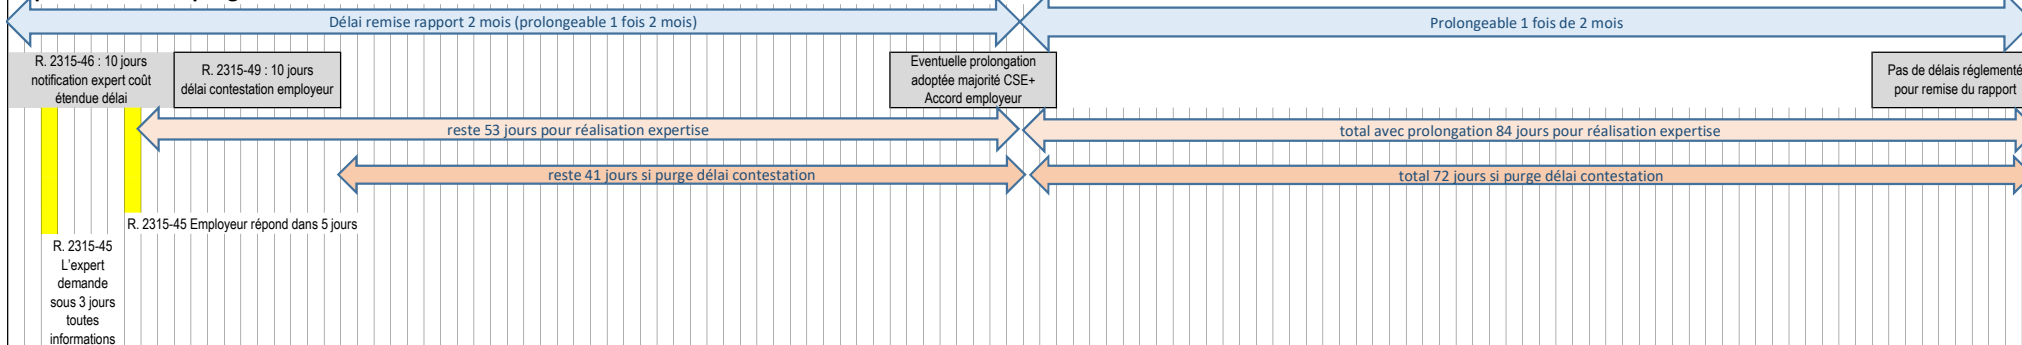 Délai remise rapport 2 mois (prolongeable 1 fois 2 mois)
Prolongeable 1 fois de 2 mois
R. 2315-46 : 10 jours
notification expert coût
étendue délai
R. 2315-49 : 10 jours
délai contestation employeur
Eventuelle prolongation
adoptée majorité CSE+
Accord employeur
Pas de délais réglementé
pour remise du rapport
reste 53 jours pour réalisation expertise
total avec prolongation 84 jours pour réalisation expertise
reste 41 jours si purge délai contestation
total 72 jours si purge délai contestation
R. 2315-45 Employeur répond dans 5 jours
R. 2315-45
L'expert
demande
sous 3 jours
toutes
informations